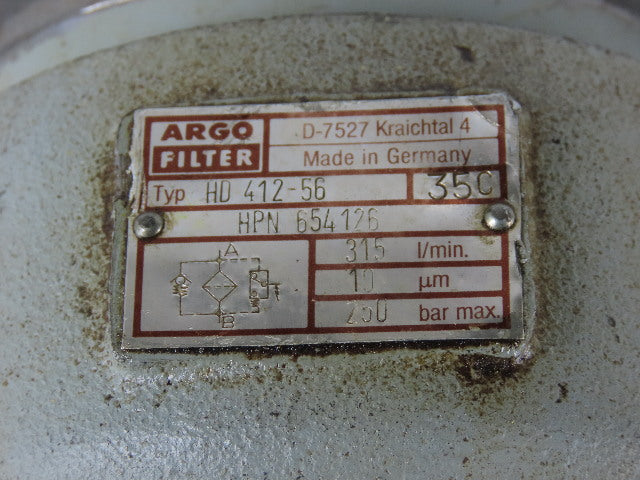 ARGO FILTER
D-7527 Kraichtal 4
Made in Germany
Typ HD 412-56 35C
HPN 654126
A
B
315 l/min.
10 µm
250 bar max.